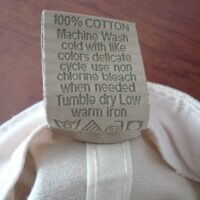 100% COTTON
Machine Wash
cold with like
colors delicate
cycle use non
chlorine bleach
when needed
Tumble dry Low
warm iron